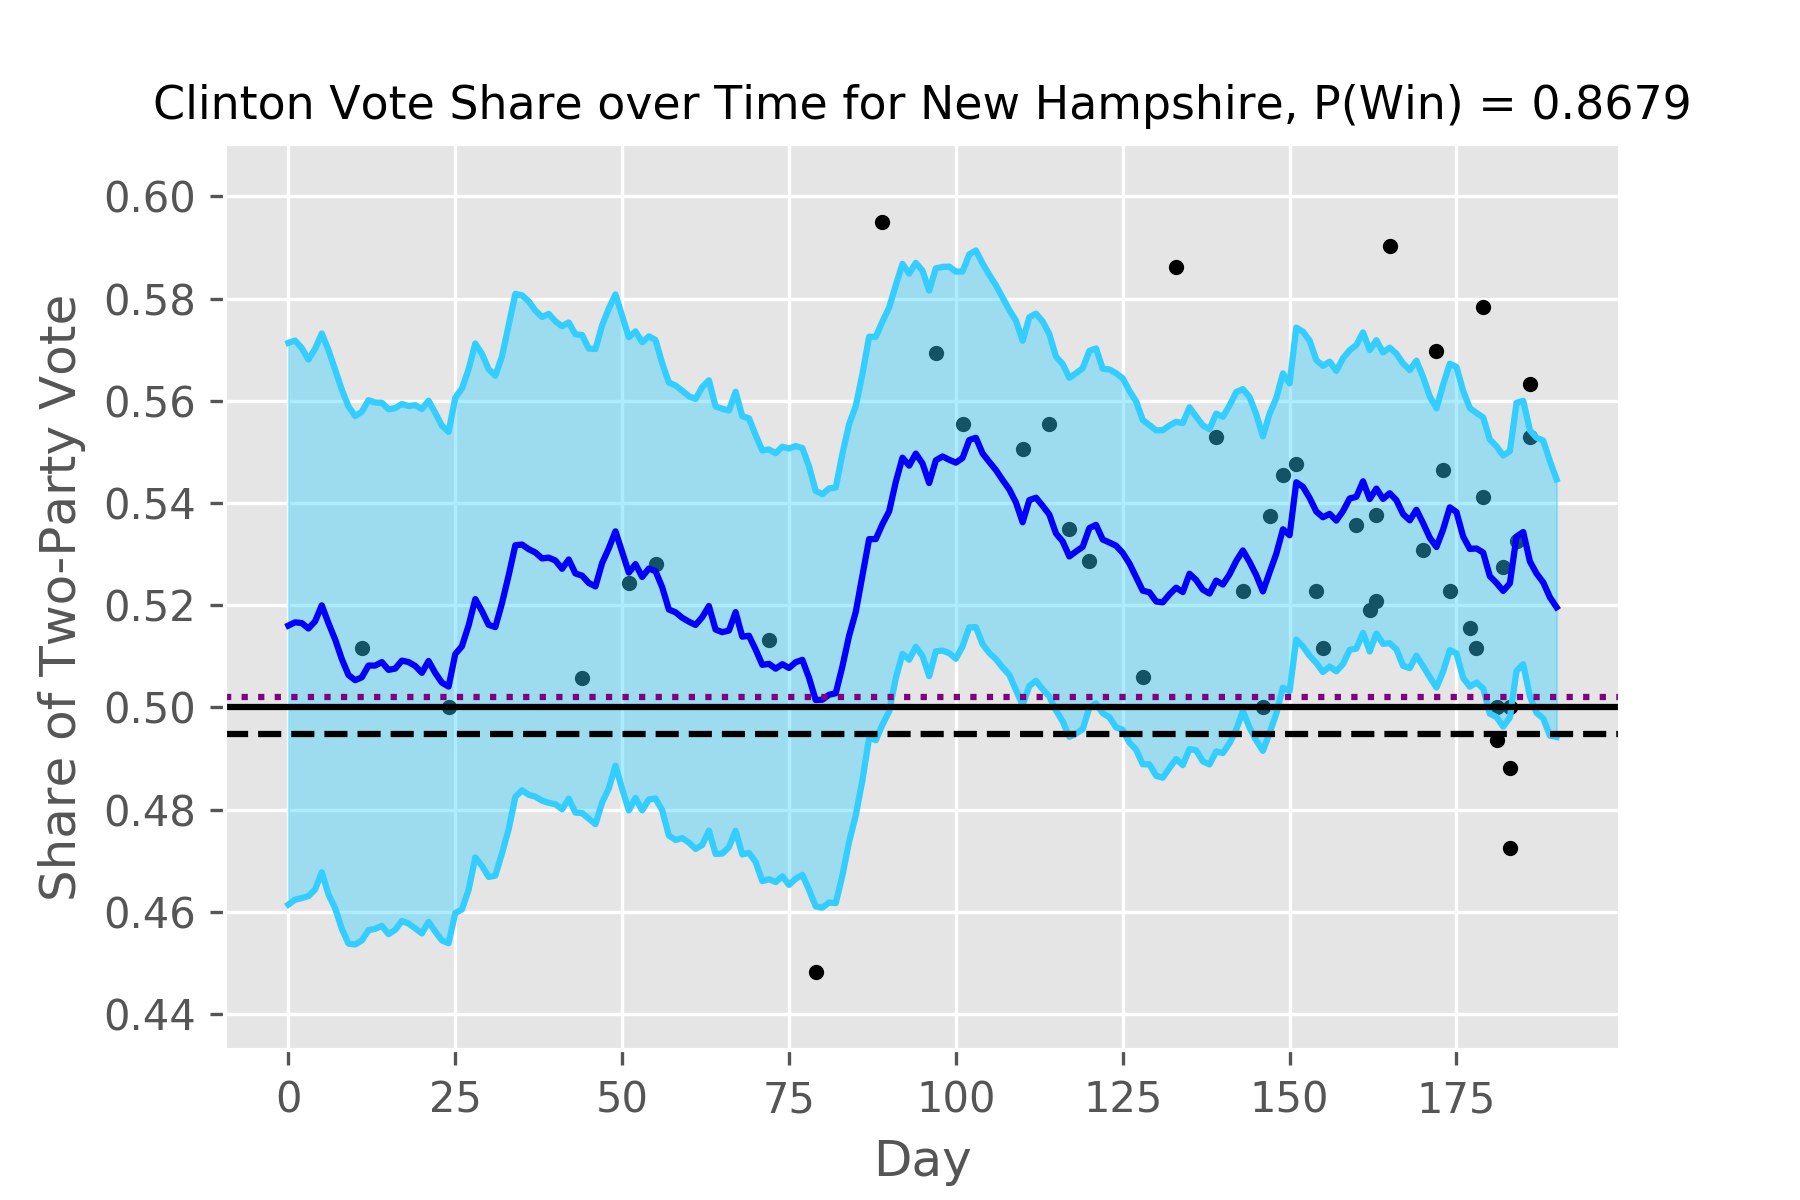 Clinton Vote Share over Time for New Hampshire, P(Win) = 0.8679
Share of Two-Party Vote
0.60
0.58
0.56
0.54
0.52
0.50
0.48
0.46
0.44
0 25 50 75 100 125 150 175
Day